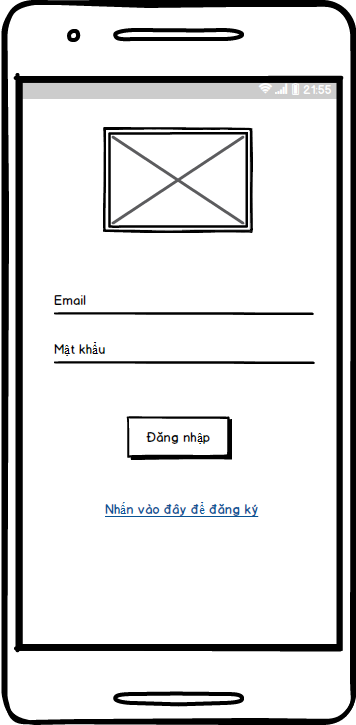 21:55
Email
Mật khẩu
Đăng nhập
Nhấn vào đây để đăng ký